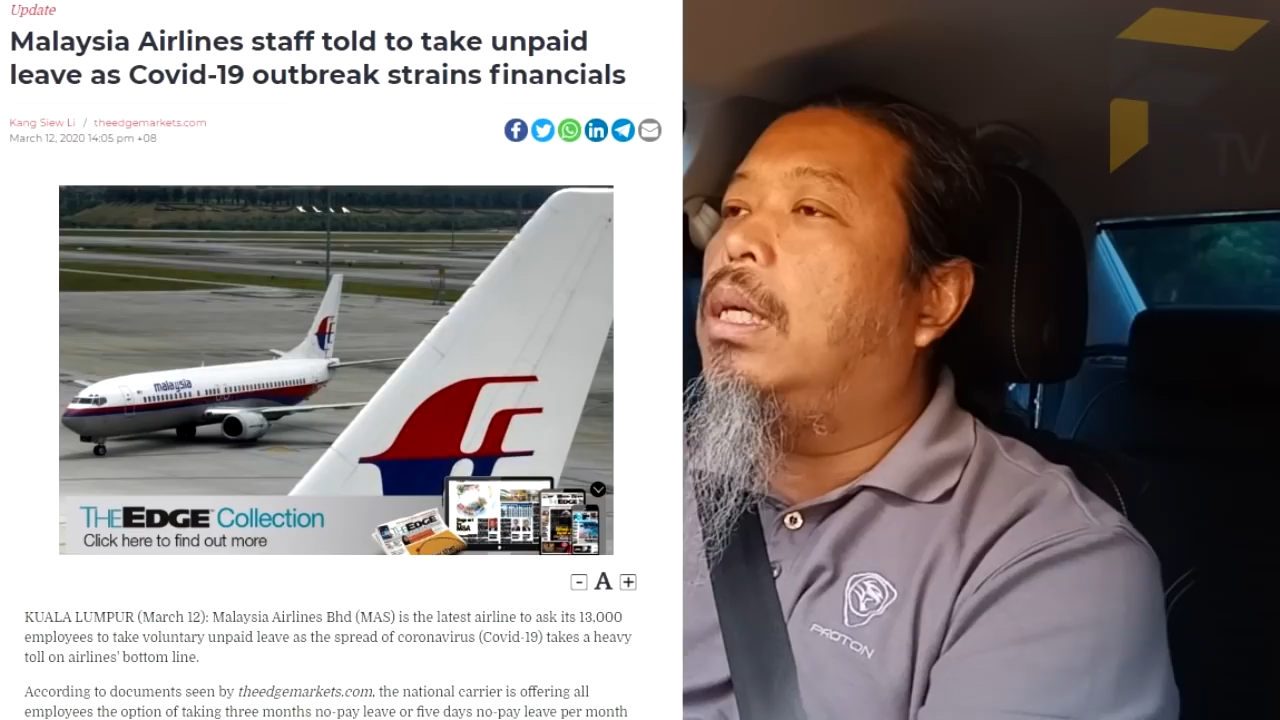 Update
Malaysia Airlines staff told to take unpaid
leave as Covid-19 outbreak strains financials
Kang Siew Li / theedgemarkets.com
March 12, 2020 14:05 pm +08
malaysia
THEEDGE Collection
Click here to find out more
- A +
KUALA LUMPUR (March 12): Malaysia Airlines Bhd (MAS) is the latest airline to ask its 13,000
employees to take voluntary unpaid leave as the spread of coronavirus (Covid-19) takes a heavy
toll on airlines' bottom line.
According to documents seen by theedgemarkets.com, the national carrier is offering all
employees the option of taking three months no-pay leave or five days no-pay leave per month
TV
PROTON